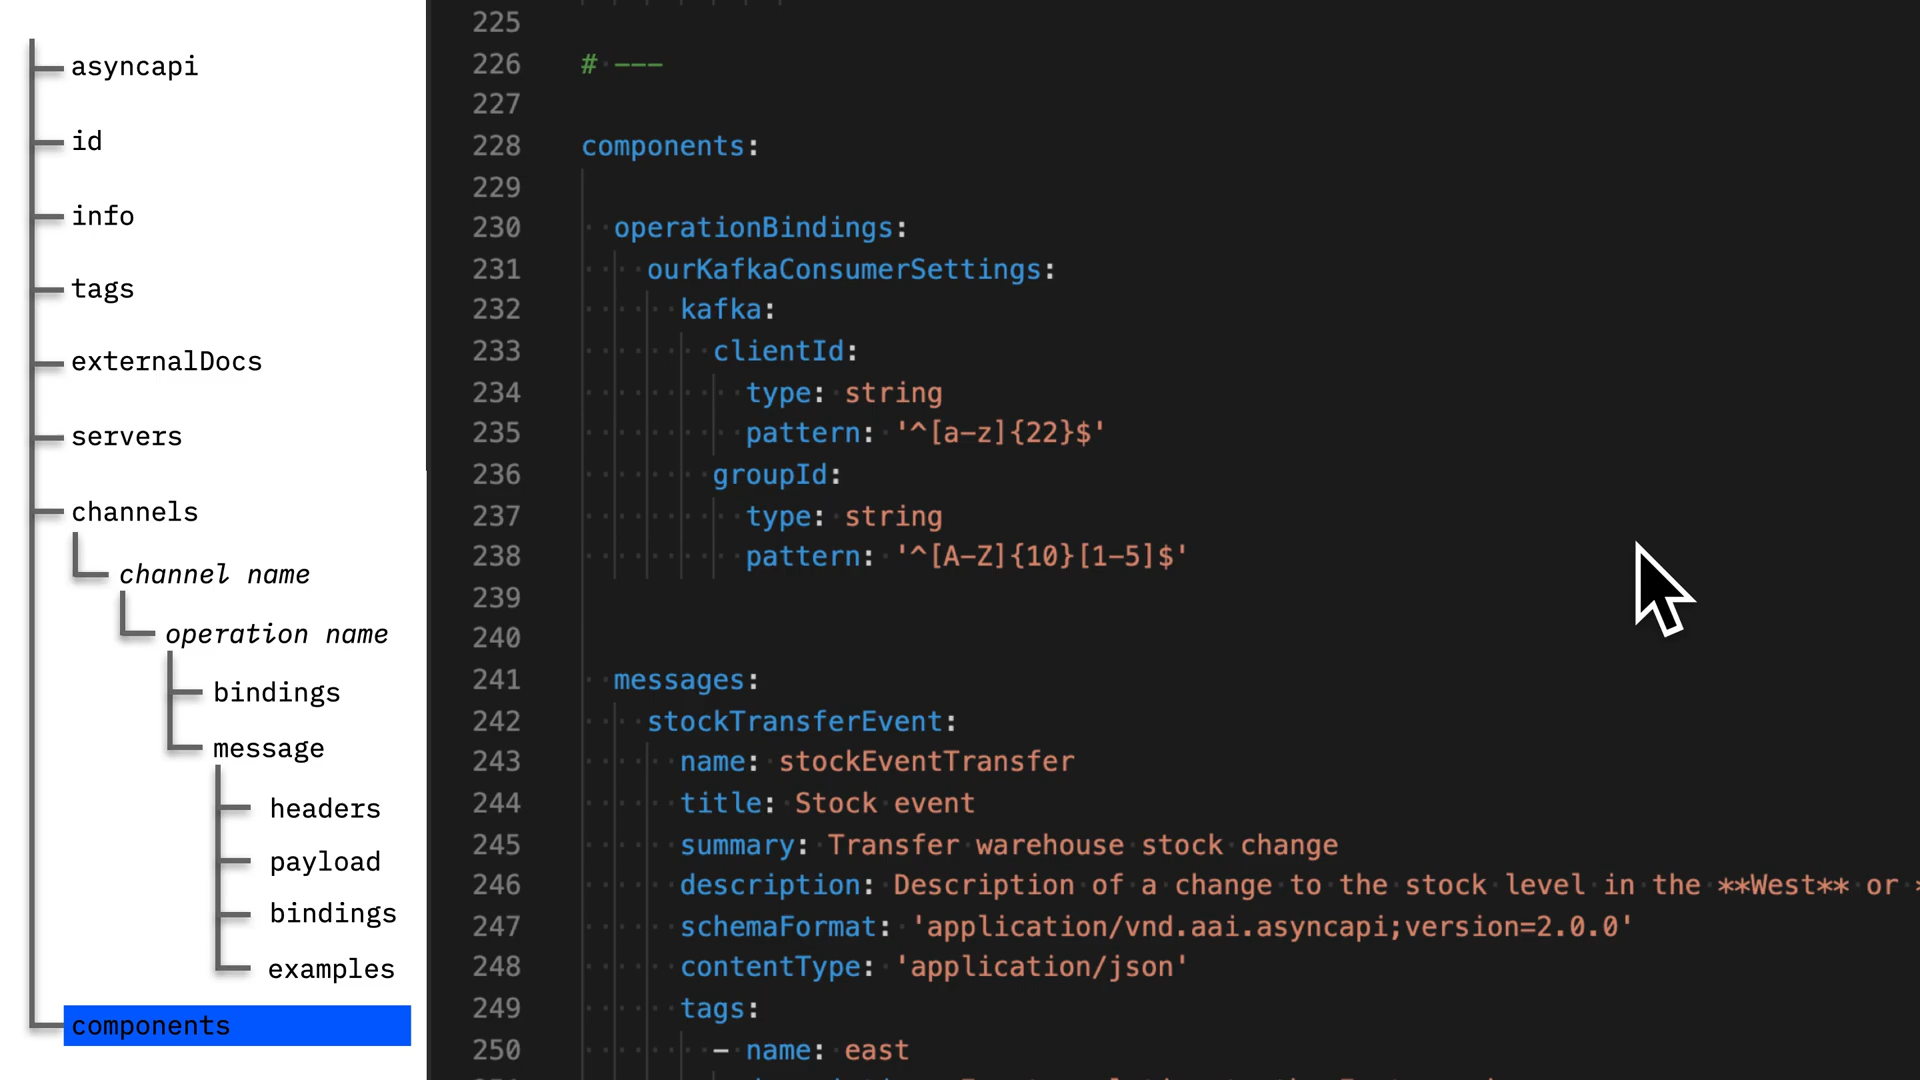 asyncapi
id
info
tags
externalDocs
servers
channels
channel name
operation name
bindings
message
headers
payload
bindings
examples
components
225
226 # ---
227
228 components:
229
230 operationBindings:
231 ourKafkaConsumerSettings:
232 kafka:
233 clientId:
234 type: string
235 pattern: '^[a-z]{22}$'
236 groupId:
237 type: string
238 pattern: '^[A-Z]{10}[1-5]$'
239
240
241 messages:
242 stockTransferEvent:
243 name: stockEventTransfer
244 title: Stock event
245 summary: Transfer warehouse stock change
246 description: Description of a change to the stock level in the **West** or
247 schemaFormat: 'application/vnd.aai.asyncapi;version=2.0.0'
248 contentType: 'application/json'
249 tags:
250 - name: east